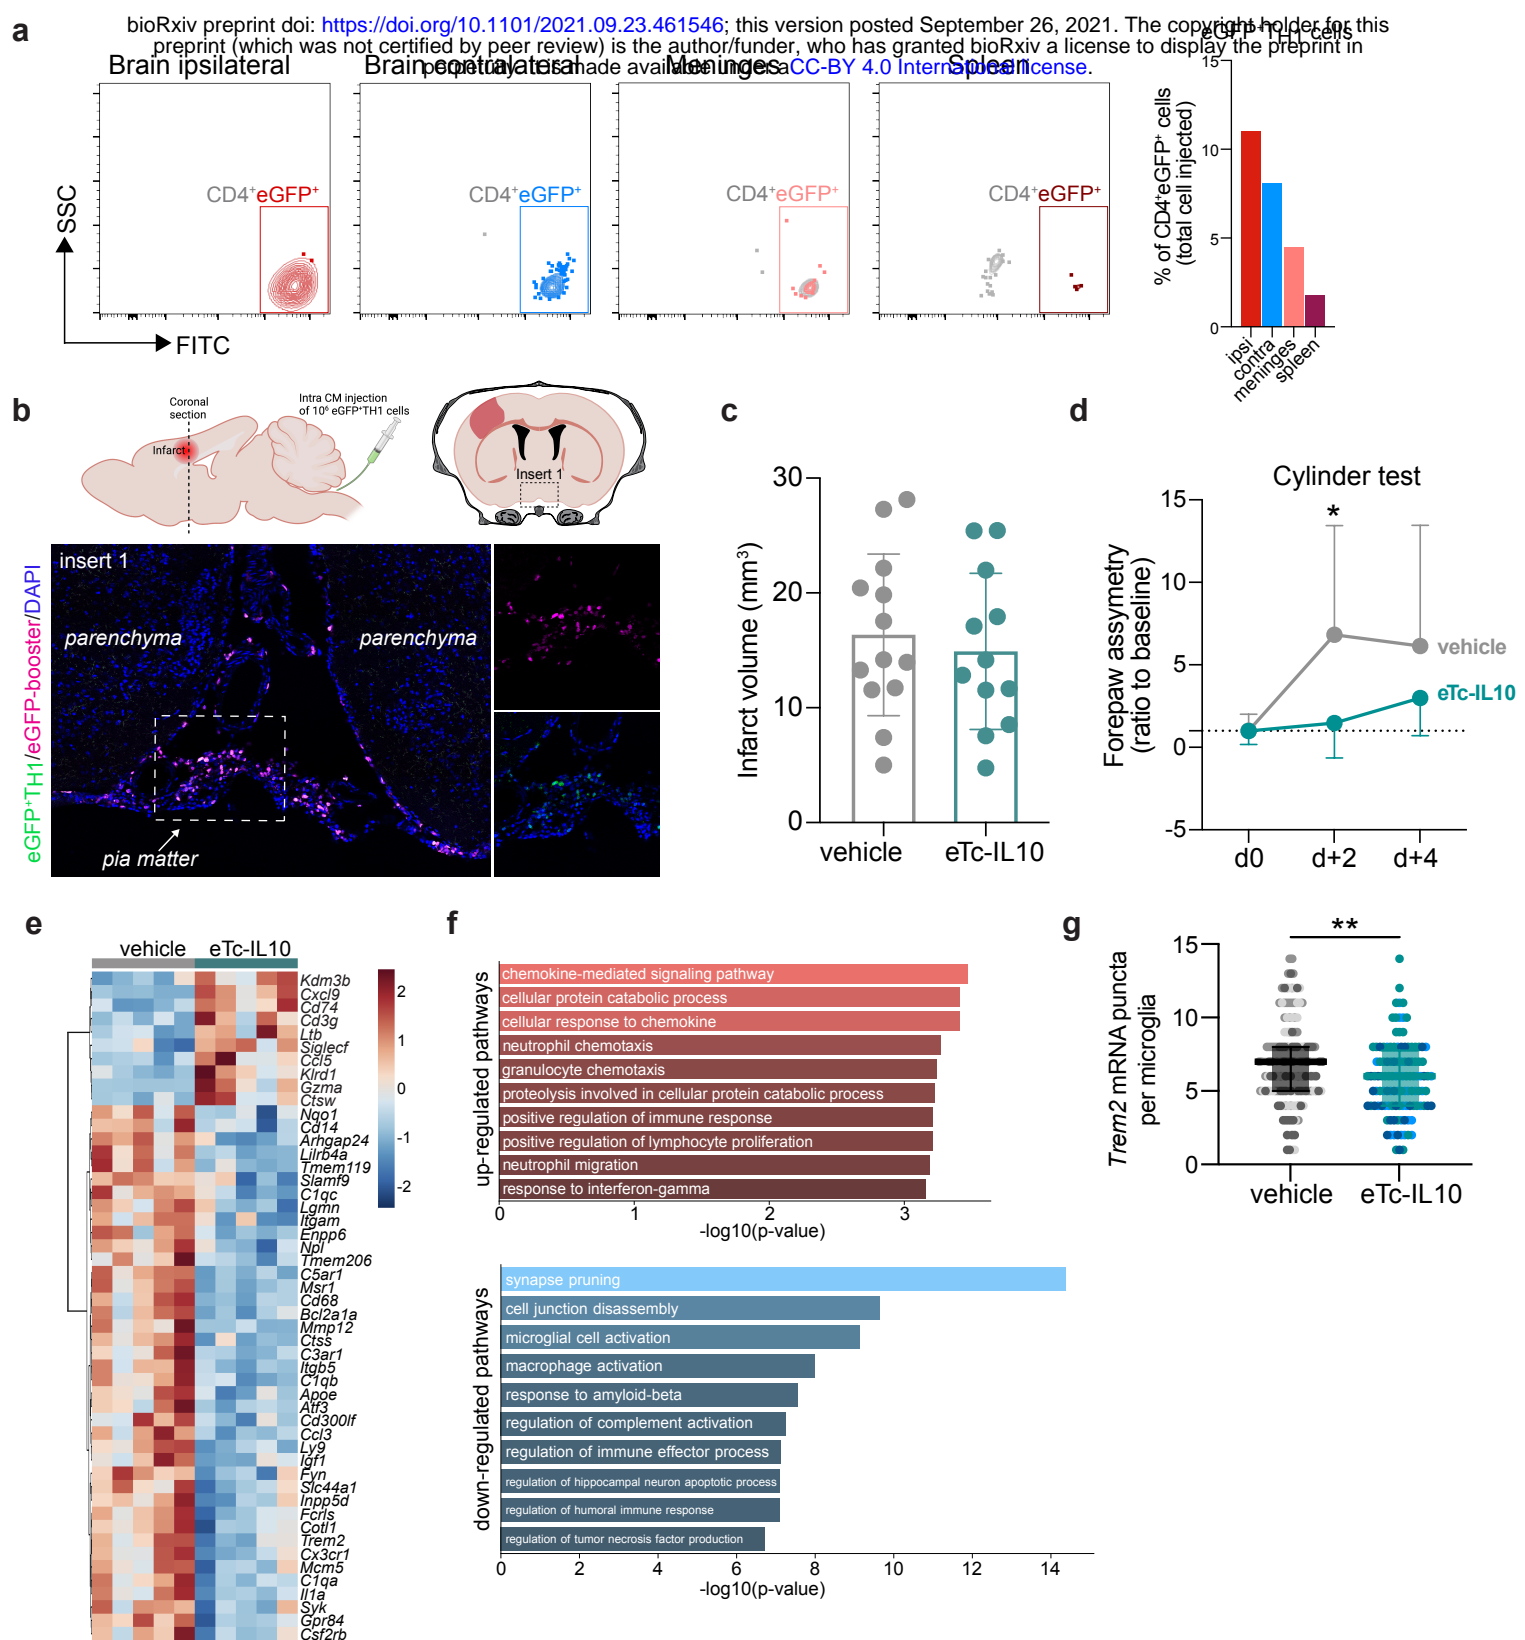 bioRxiv preprint doi: https://doi.org/10.1101/2021.09.23.461546; this version posted September 26, 2021. The copyright holder for this
preprint (which was not certified by peer review) is the author/funder, who has granted bioRxiv a license to display the preprint in
perpetuity. It is made available under aCC-BY 4.0 International license.
a
Brain ipsilateral
Brain contralateral
Meninges
Spleen
eGFP⁺TH1 cells
CD4⁺eGFP⁺
CD4⁺eGFP⁺
CD4⁺eGFP⁺
CD4⁺eGFP⁺
SSC
FITC
% of CD4⁺eGFP⁺ cells
(total cell injected)
15
10
5
0
ipsi
contra
meninges
spleen
b
Coronal
section
Infarct
Intra CM injection
of 10⁶ eGFP⁺TH1 cells
Insert 1
eGFP⁺TH1/eGFP-booster/DAPI
insert 1
parenchyma
parenchyma
pia matter
c
Infarct volume (mm³)
30
20
10
0
vehicle
eTc-IL10
d
Cylinder test
Forepaw assymetry
(ratio to baseline)
15
10
5
0
-5
*
vehicle
eTc-IL10
d0
d+2
d+4
e
vehicle
eTc-IL10
Kdm3b
Cxcl9
Cd74
Cd3g
Ltb
Siglecf
Ccl5
Klrd1
Gzma
Ctsw
Nqo1
Cd14
Arhgap24
Lilrb4a
Tmem119
Slamf9
C1qc
Lgmn
Itgam
Enpp6
Npl
Tmem206
C5ar1
Msr1
Cd68
Bcl2a1a
Mmp12
Ctss
C3ar1
Itgb5
C1qb
Apoe
Atf3
Cd300lf
Ccl3
Ly9
Igf1
Fyn
Slc44a1
Inpp5d
Fcrls
Cotl1
Trem2
Cx3cr1
Mcm5
C1qa
Il1a
Syk
Gpr84
Csf2rb
2
1
0
-1
-2
f
up-regulated pathways
chemokine-mediated signaling pathway
cellular protein catabolic process
cellular response to chemokine
neutrophil chemotaxis
granulocyte chemotaxis
proteolysis involved in cellular protein catabolic process
positive regulation of immune response
positive regulation of lymphocyte proliferation
neutrophil migration
response to interferon-gamma
0
1
2
3
-log10(p-value)
down-regulated pathways
synapse pruning
cell junction disassembly
microglial cell activation
macrophage activation
response to amyloid-beta
regulation of complement activation
regulation of immune effector process
regulation of hippocampal neuron apoptotic process
regulation of humoral immune response
regulation of tumor necrosis factor production
0
2
4
6
8
10
12
14
-log10(p-value)
g
Trem2 mRNA puncta
per microglia
15
10
5
0
**
vehicle
eTc-IL10